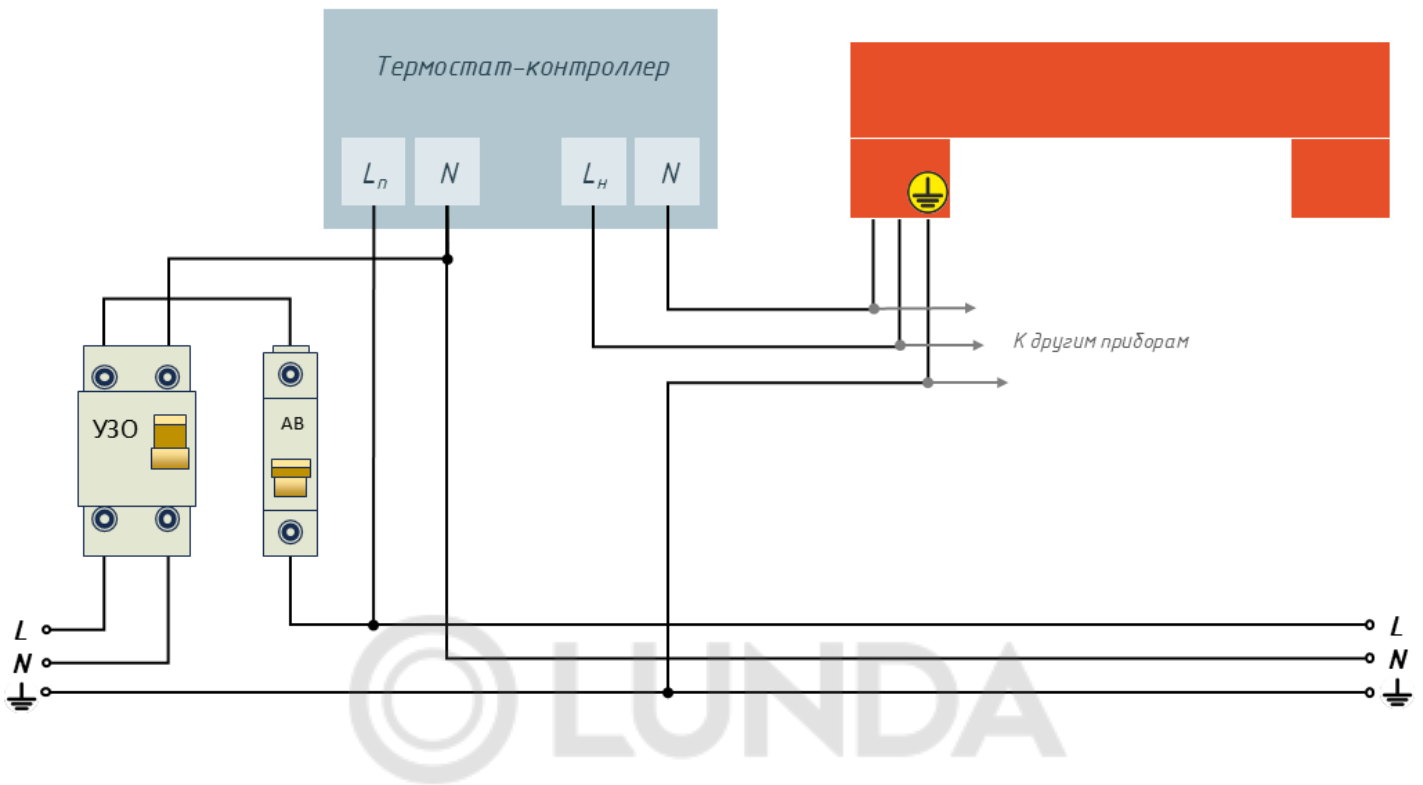 Термостат-контроллер
Lп N Lн N
К другим приборам
УЗО
АВ
L
N
L
N
LUNDA